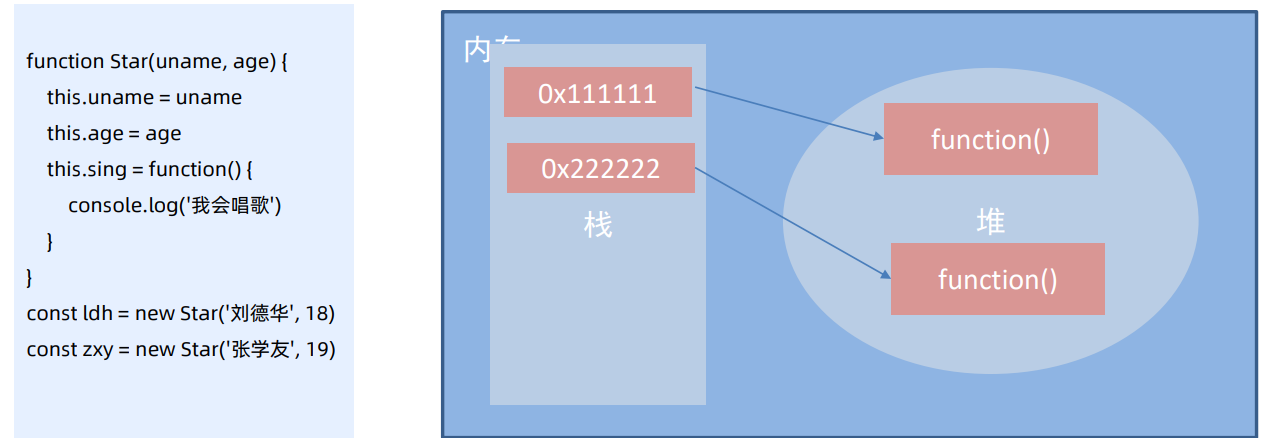 function Star(uname, age) {
this.uname = uname
this.age = age
this.sing = function() {
console.log('我会唱歌')
}
}
const ldh = new Star('刘德华', 18)
const zxy = new Star('张学友', 19)
内存
0x111111
0x222222
栈
function()
堆
function()